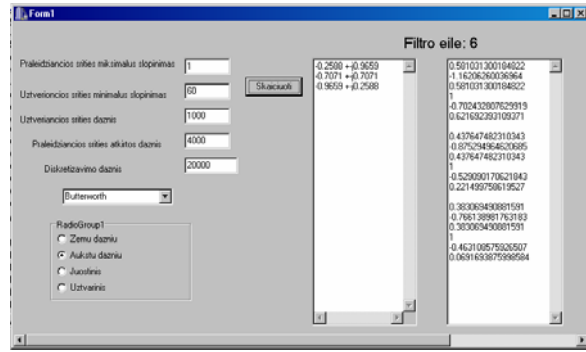 Form1
Filtro eile: 6
Praleidziancios srities miksimalus slopinimas
1
Uztverioncios srities minimalus slopinimas
60
Skaiciuoti
Uztveriancios srities daznis
1000
Praleidziancios srities atkirtos daznis
4000
Diskretizavimo daznis
20000
Butterworth
RadioGroup1
Zemu dazniu
Aukstu dazniu
Juostinis
Uztvarinis
-0.2588 +-j0.9659
-0.7071 +-j0.7071
-0.9659 +-j0.2588
0.581031300184822
-1.16206260036964
0.581031300184822
1
-0.702432807629919
0.621692393109371
0.437647482310343
-0.875294964620685
0.437647482310343
1
-0.529090170621843
0.221499758619527
0.383069490881591
-0.766138981763183
0.383069490881591
1
-0.463108575926507
0.0691693875998584